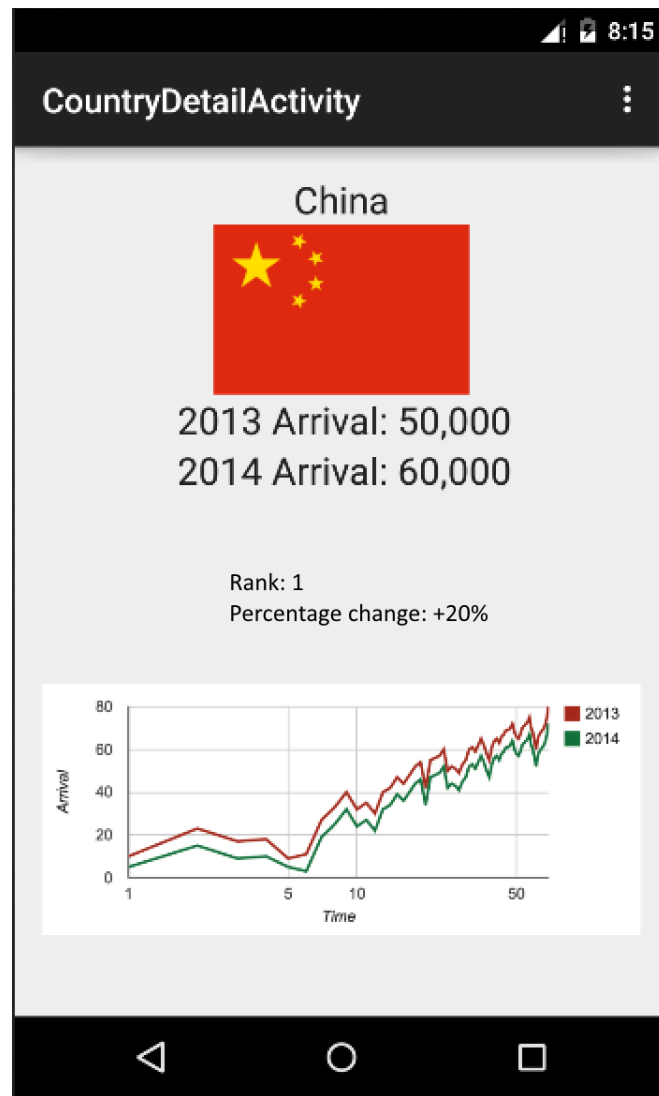 8:15
CountryDetailActivity
China
2013 Arrival: 50,000
2014 Arrival: 60,000
Rank: 1
Percentage change: +20%
80
60
40
20
0
Arrival
1
5
10
50
Time
2013
2014